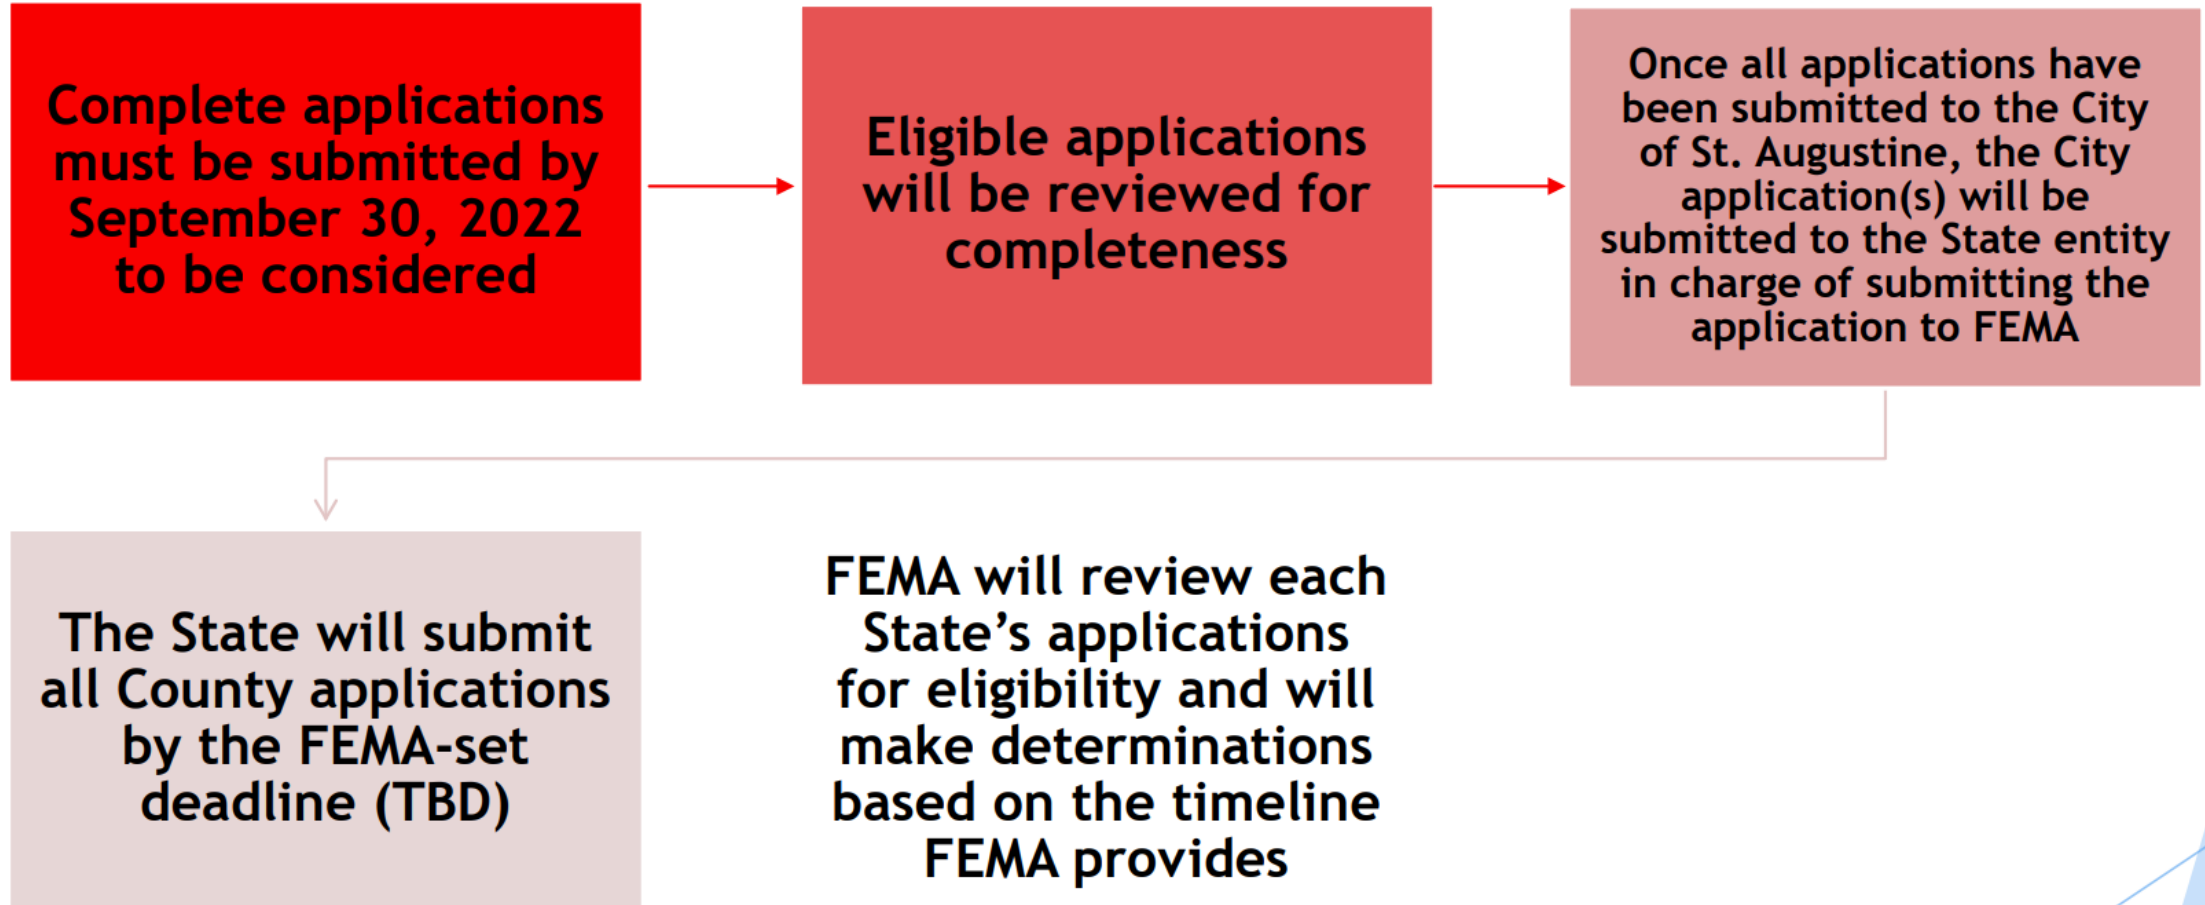 Complete applications
must be submitted by
September 30, 2022
to be considered
Eligible applications
will be reviewed for
completeness
Once all applications have
been submitted to the City
of St. Augustine, the City
application(s) will be
submitted to the State entity
in charge of submitting the
application to FEMA
The State will submit
all County applications
by the FEMA-set
deadline (TBD)
FEMA will review each
State’s applications
for eligibility and will
make determinations
based on the timeline
FEMA provides